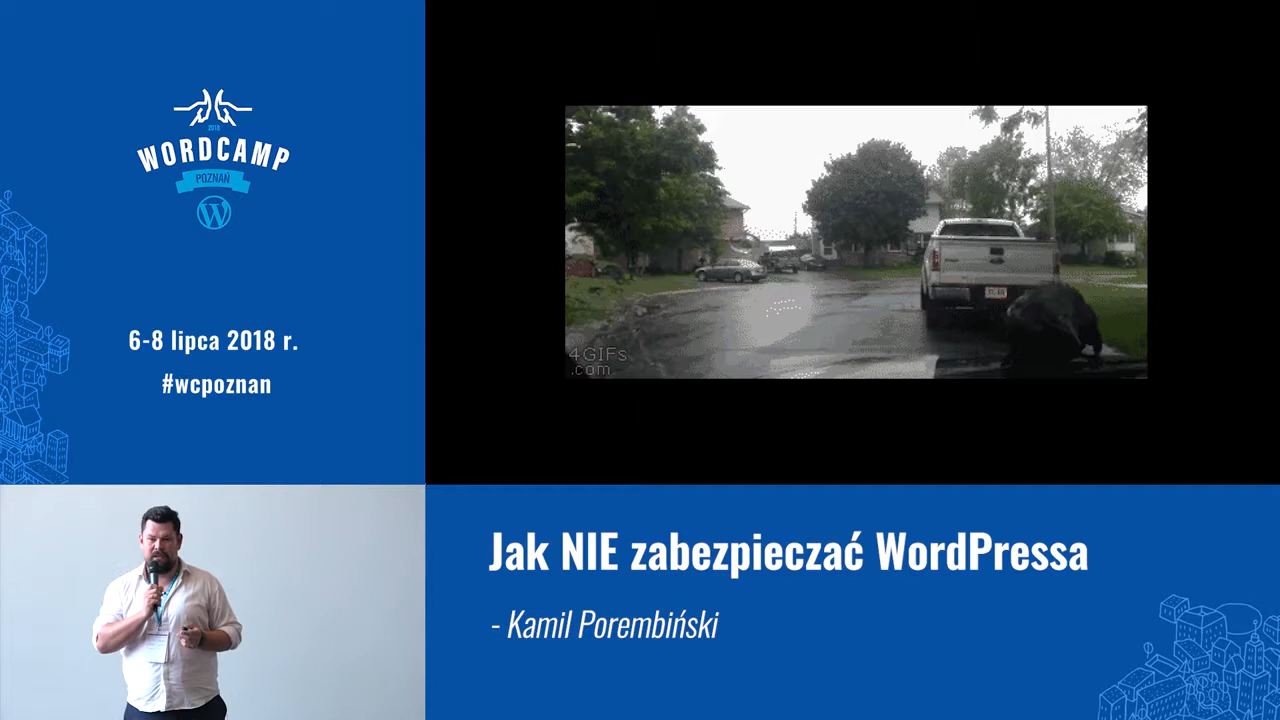 2018
WORDCAMP
POZNAŃ
6-8 lipca 2018 r.
#wcpoznan
4GIFs
.com
Jak NIE zabezpieczać WordPressa
- Kamil Porembiński